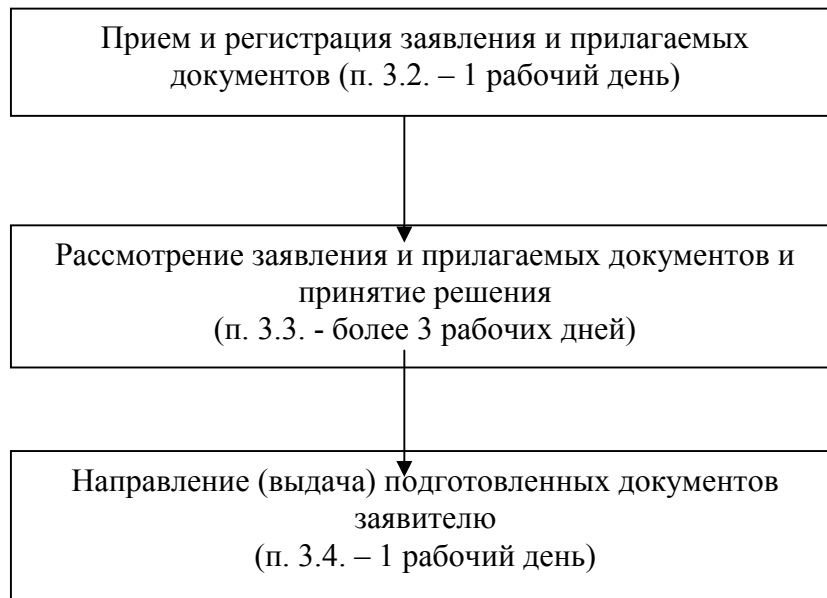 Прием и регистрация заявления и прилагаемых
документов (п. 3.2. – 1 рабочий день)
Рассмотрение заявления и прилагаемых документов и
принятие решения
(п. 3.3. - более 3 рабочих дней)
Направление (выдача) подготовленных документов
заявителю
(п. 3.4. – 1 рабочий день)